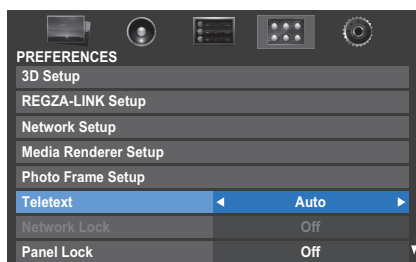 PREFERENCES
3D Setup
REGZA-LINK Setup
Network Setup
Media Renderer Setup
Photo Frame Setup
Teletext Auto
Network Lock Off
Panel Lock Off